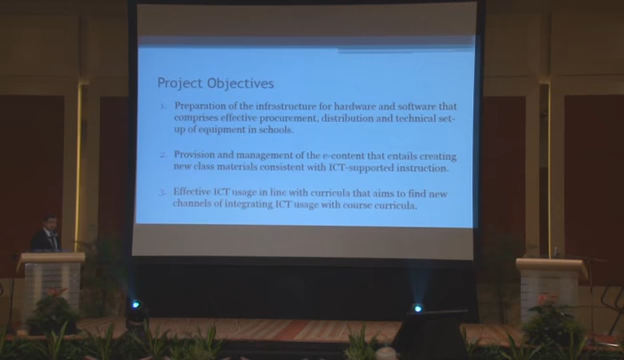 Project Objectives
1. Preparation of the infrastructure for hardware and software that
comprises effective procurement, distribution and technical set-
up of equipment in schools.
2. Provision and management of the e-content that entails creating
new class materials consistent with ICT-supported instruction.
3. Effective ICT usage in line with curricula that aims to find new
channels of integrating ICT usage with course curricula.